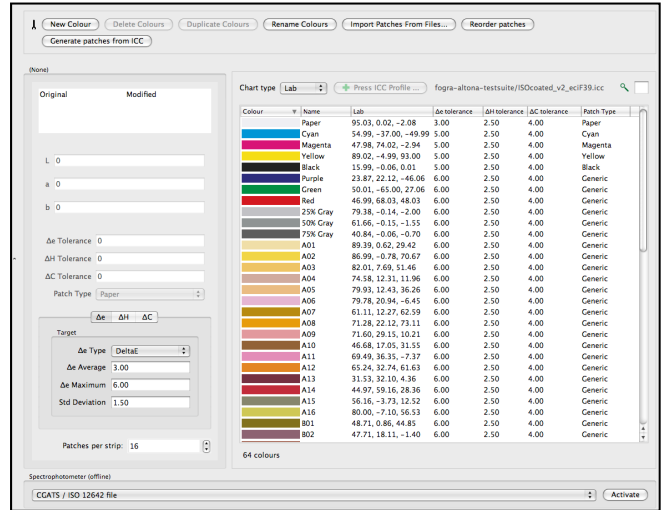 New Colour Delete Colours Duplicate Colours Rename Colours Import Patches From Files... Reorder patches
Generate patches from ICC
(None)
Original Modified
L 0
a 0
b 0
Δe Tolerance 0
ΔH Tolerance 0
ΔC Tolerance 0
Patch Type Paper
Δe ΔH ΔC
Target
Δe Type DeltaE
Δe Average 3.00
Δe Maximum 6.00
Std Deviation 1.50
Patches per strip: 16
Chart type Lab Press ICC Profile ... fogra-altona-testsuite/ISOcoated_v2_eciF39.icc
Colour Name Lab Δe tolerance ΔH tolerance ΔC tolerance Patch Type
Paper 95.03, 0.02, -2.08 3.00 2.50 4.00 Paper
Cyan 54.99, -37.00, -49.99 5.00 2.50 4.00 Cyan
Magenta 47.98, 74.02, -2.94 5.00 2.50 4.00 Magenta
Yellow 89.02, -4.99, 93.00 5.00 2.50 4.00 Yellow
Black 15.99, -0.06, 0.01 5.00 2.50 4.00 Black
Purple 23.87, 22.12, -46.06 6.00 2.50 4.00 Generic
Green 50.01, -65.00, 27.06 6.00 2.50 4.00 Generic
Red 46.99, 68.03, 48.03 6.00 2.50 4.00 Generic
25% Gray 79.38, -0.14, -2.00 6.00 2.50 4.00 Generic
50% Gray 61.66, -0.15, -1.55 6.00 2.50 4.00 Generic
75% Gray 40.84, -0.06, -0.70 6.00 2.50 4.00 Generic
A01 89.39, 0.62, 29.42 6.00 2.50 4.00 Generic
A02 86.99, -0.78, 70.67 6.00 2.50 4.00 Generic
A03 82.01, 7.69, 51.46 6.00 2.50 4.00 Generic
A04 74.58, 12.31, 11.96 6.00 2.50 4.00 Generic
A05 79.93, 12.43, 36.26 6.00 2.50 4.00 Generic
A06 79.78, 20.94, -6.45 6.00 2.50 4.00 Generic
A07 61.11, 12.27, 62.59 6.00 2.50 4.00 Generic
A08 71.28, 22.12, 73.11 6.00 2.50 4.00 Generic
A09 71.60, 29.15, 10.21 6.00 2.50 4.00 Generic
A10 46.68, 17.05, 31.55 6.00 2.50 4.00 Generic
A11 69.49, 36.35, -7.37 6.00 2.50 4.00 Generic
A12 65.24, 32.74, 61.63 6.00 2.50 4.00 Generic
A13 31.53, 32.10, 4.36 6.00 2.50 4.00 Generic
A14 44.97, 59.16, 28.36 6.00 2.50 4.00 Generic
A15 56.16, -3.73, 12.52 6.00 2.50 4.00 Generic
A16 80.00, -7.10, 56.53 6.00 2.50 4.00 Generic
B01 48.71, 0.86, 44.85 6.00 2.50 4.00 Generic
B02 47.71, 18.11, -1.40 6.00 2.50 4.00 Generic
64 colours
Spectrophotometer (offline)
CGATS / ISO 12642 file Activate